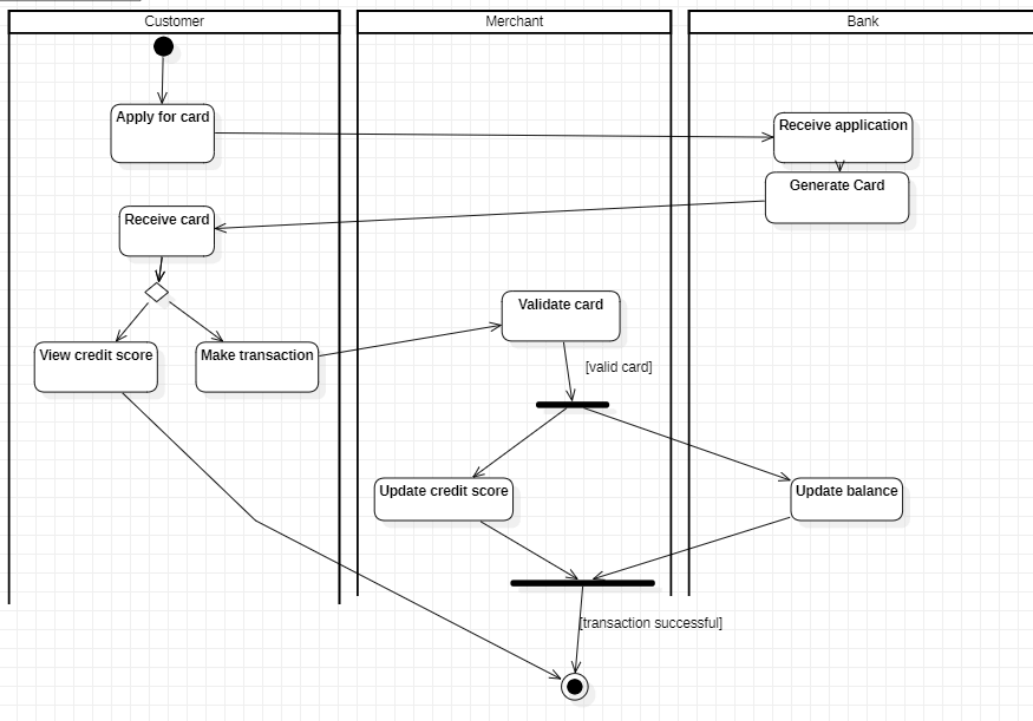 Customer
Merchant
Bank
Apply for card
Receive application
Generate Card
Receive card
Validate card
View credit score
Make transaction
[valid card]
Update credit score
Update balance
[transaction successful]